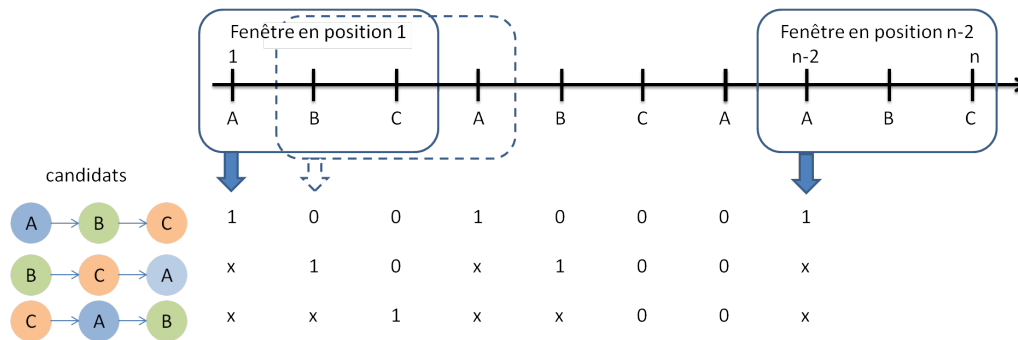 Fenêtre en position 1
Fenêtre en position n-2
1 n-2 n
A B C A B C A A B C
candidats
A B C 1 0 0 1 0 0 0 1
B C A x 1 0 x 1 0 0 x
C A B x x 1 x x 0 0 x